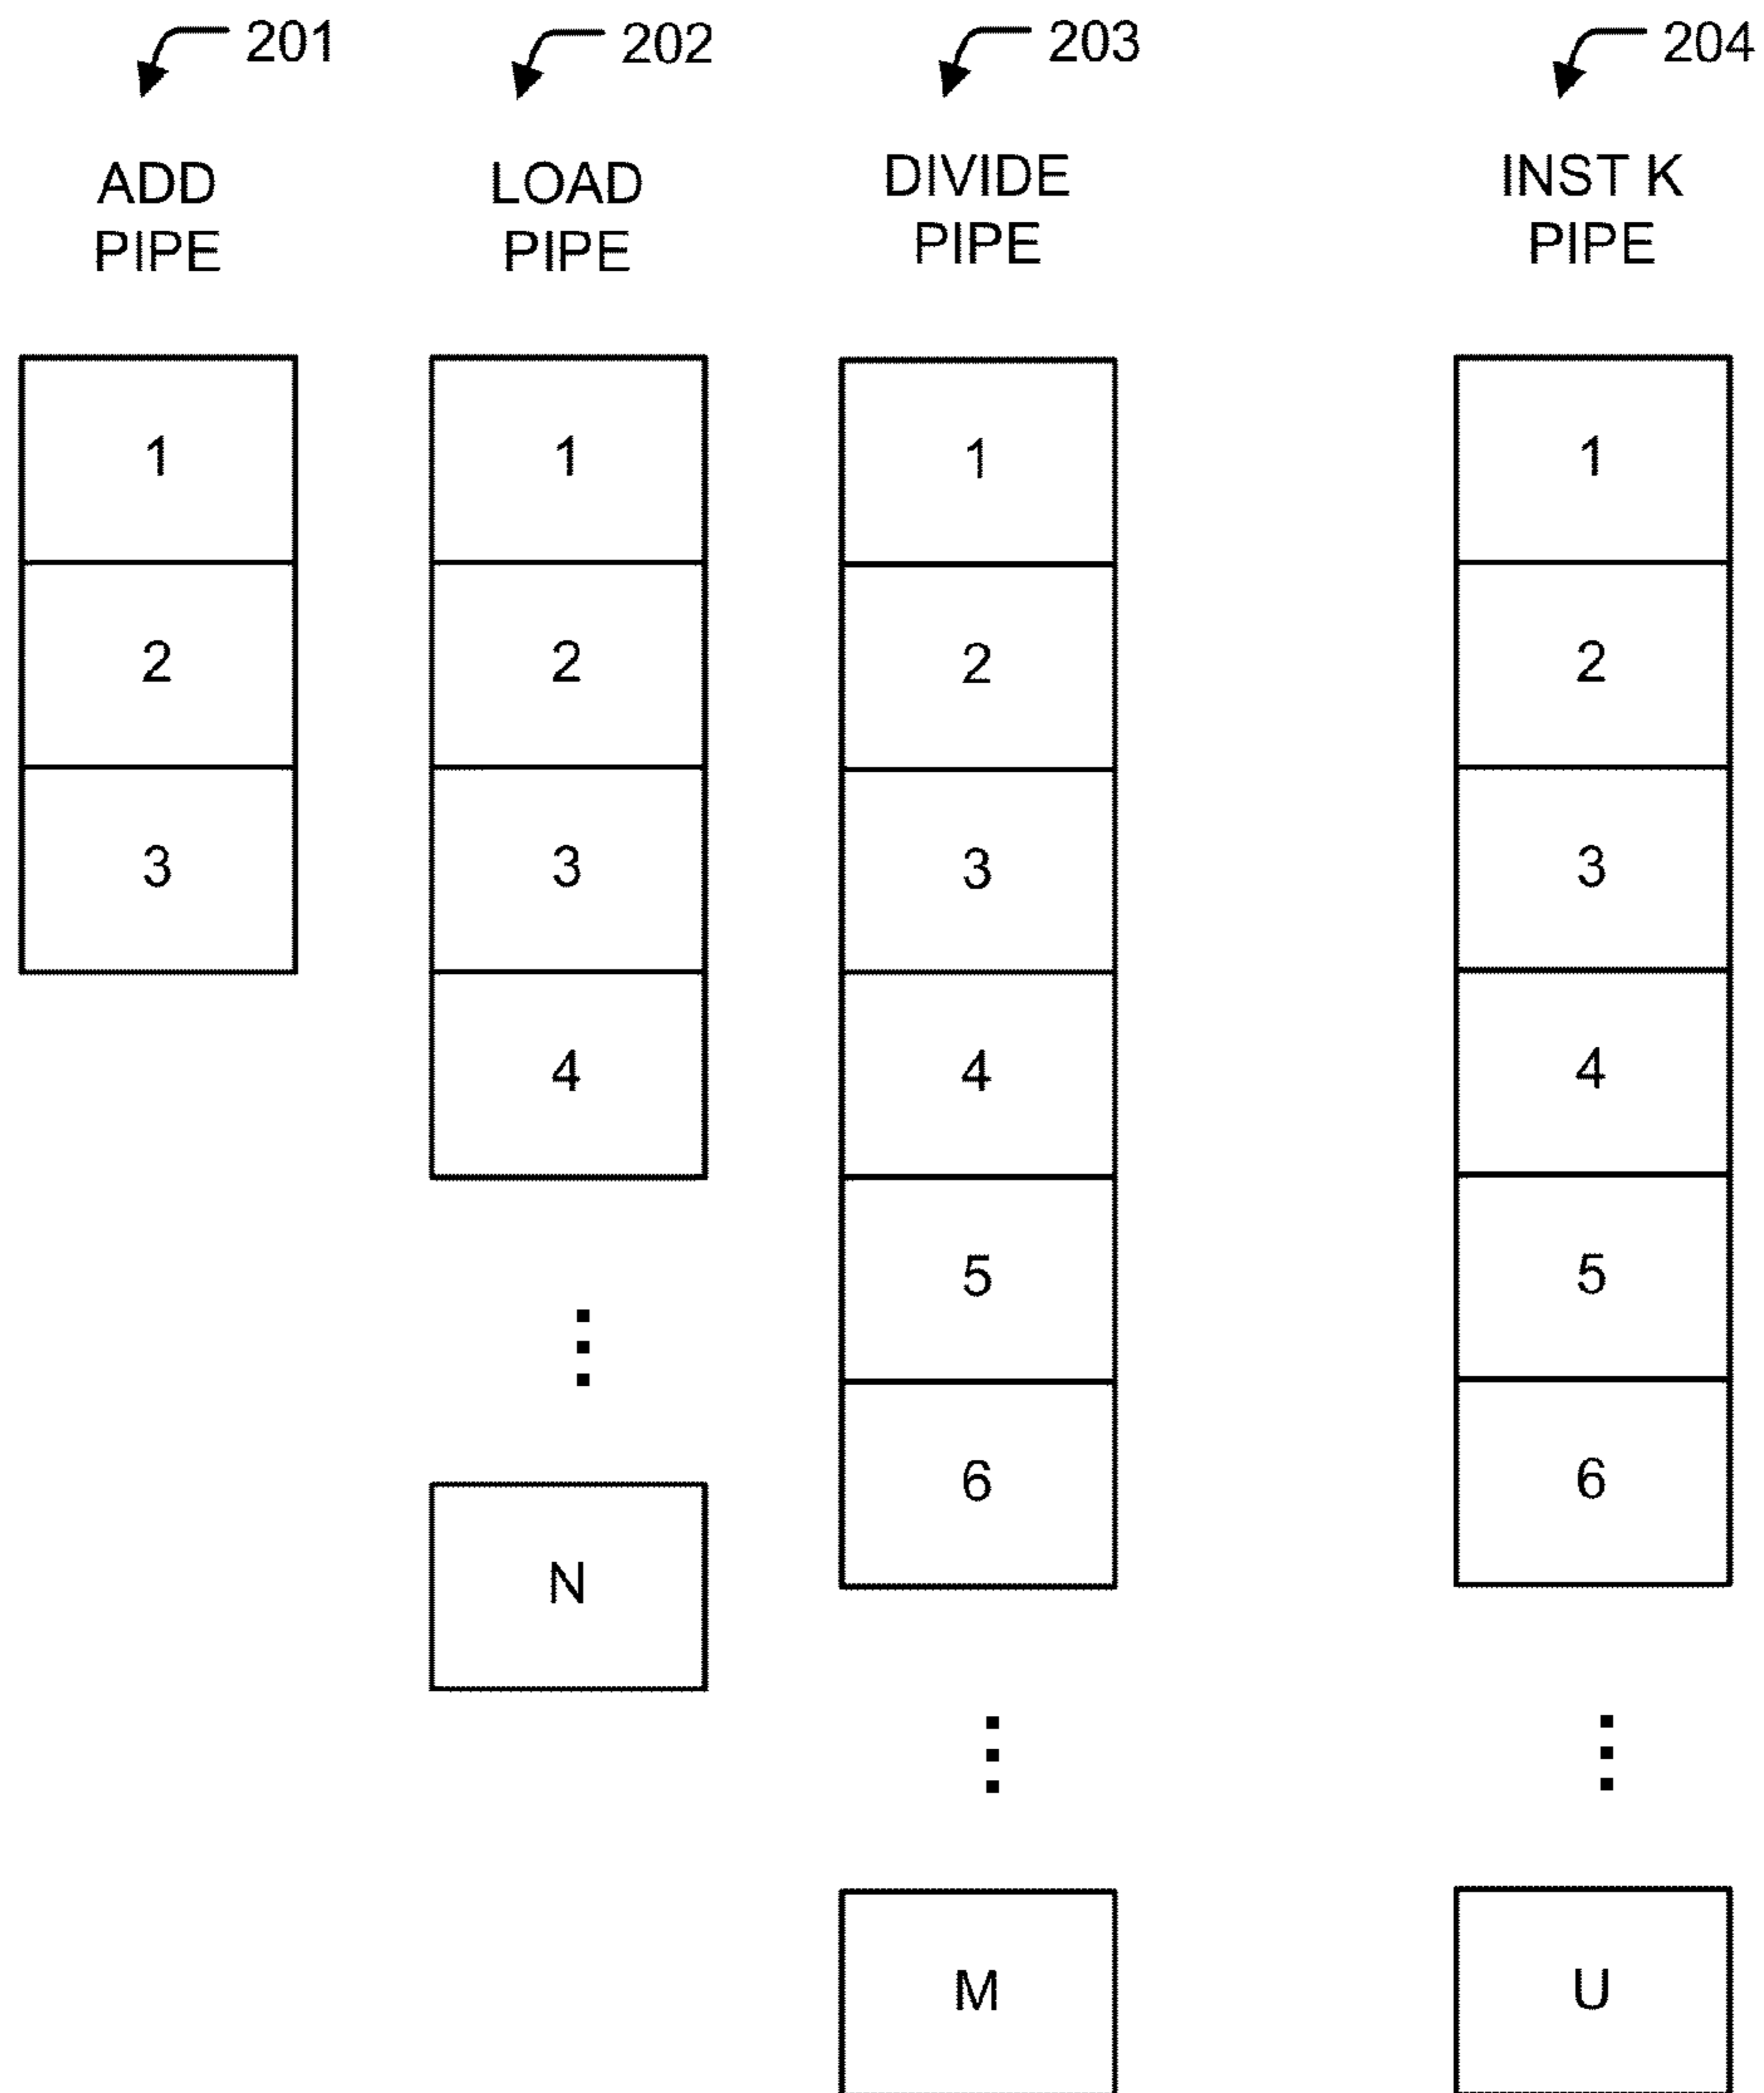 201 202 203 204
ADD LOAD DIVIDE INST K
PIPE PIPE PIPE PIPE
1 1 1 1
2 2 2 2
3 3 3 3
4 4 4
5 5
6 6
N
M U